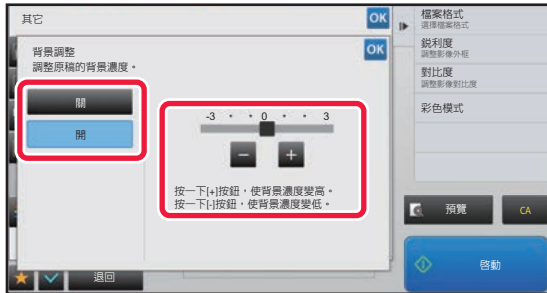 其它
OK
背景調整
調整原稿的背景濃度。
OK
關
開
-3 • • 0 • • 3
按一下[+]按鈕，使背景濃度變高。
按一下[-]按鈕，使背景濃度變低。
退回
檔案格式
選擇檔案格式
銳利度
調整影像外框
對比度
調整影像對比度
彩色模式
預覽
CA
啓動